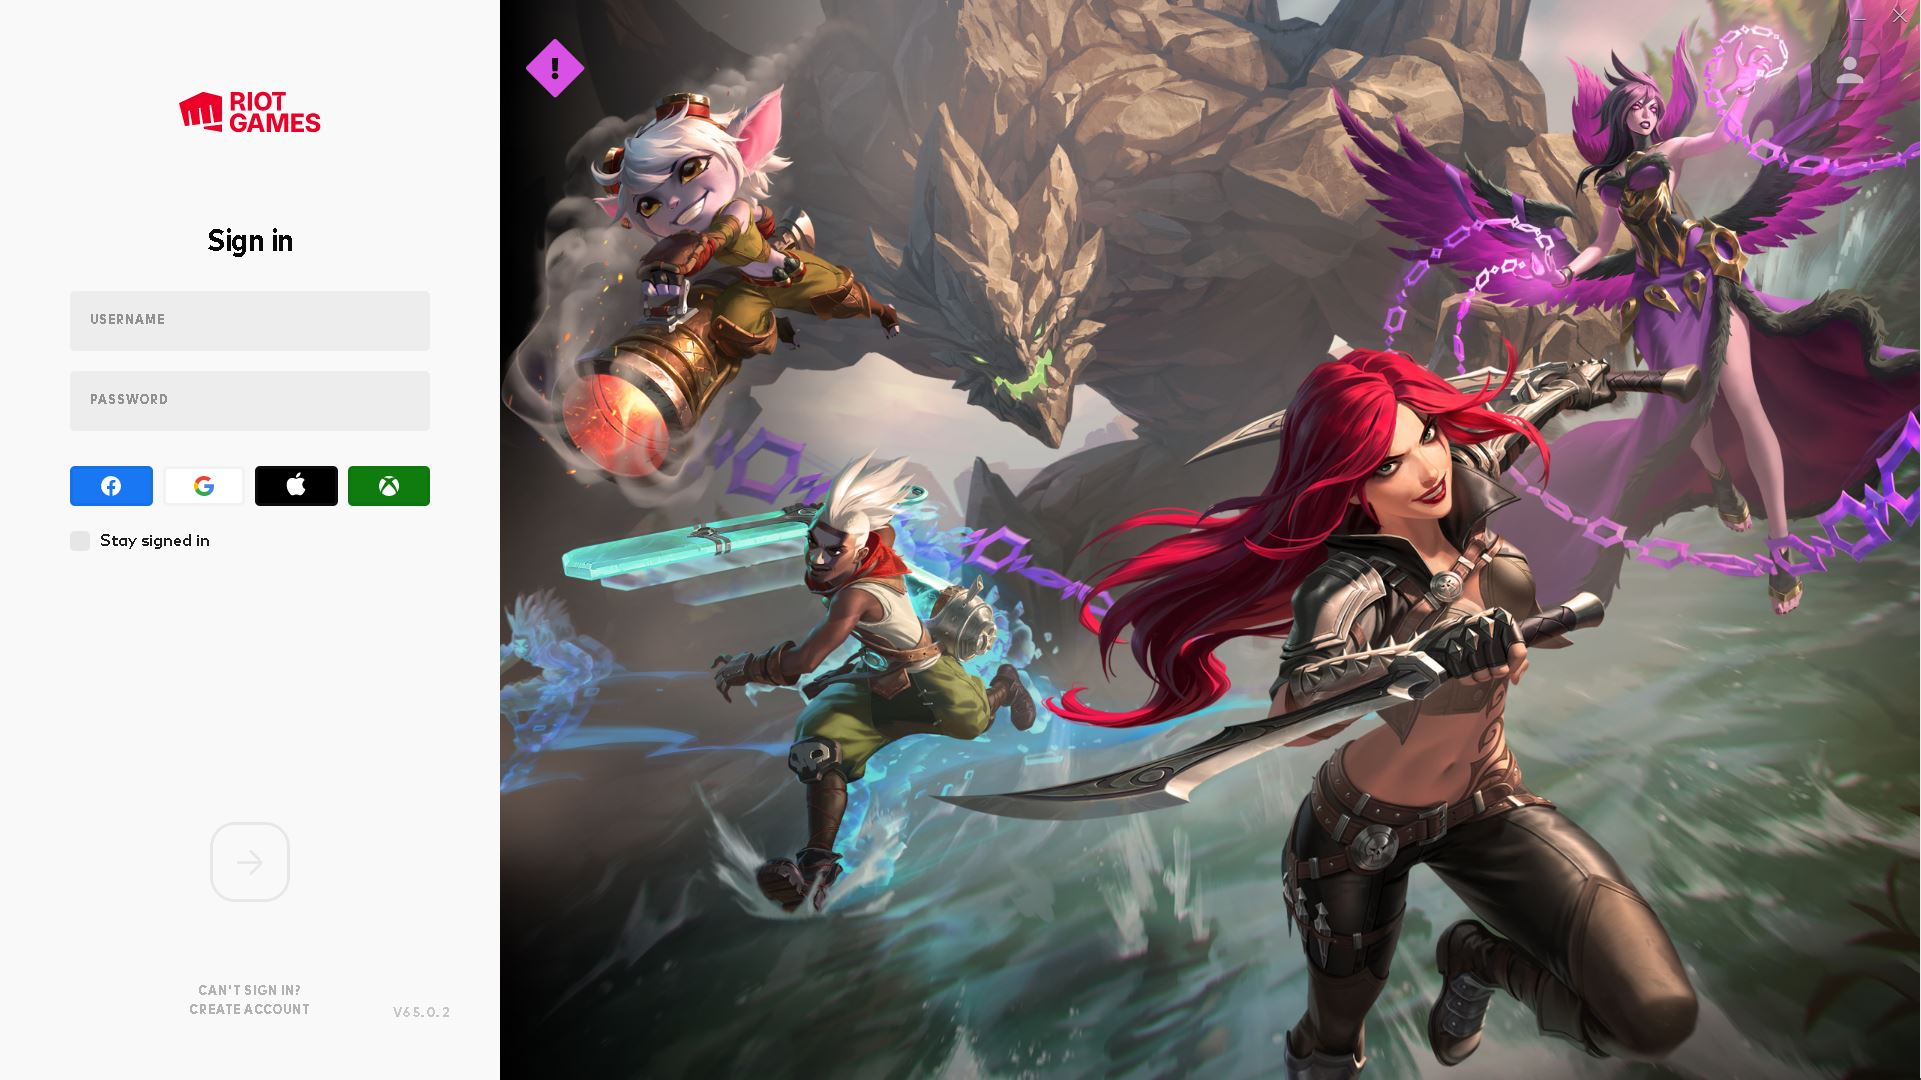 RIOT
GAMES
Sign in
USERNAME
PASSWORD
Stay signed in
CAN'T SIGN IN?
CREATE ACCOUNT
V65.0.2